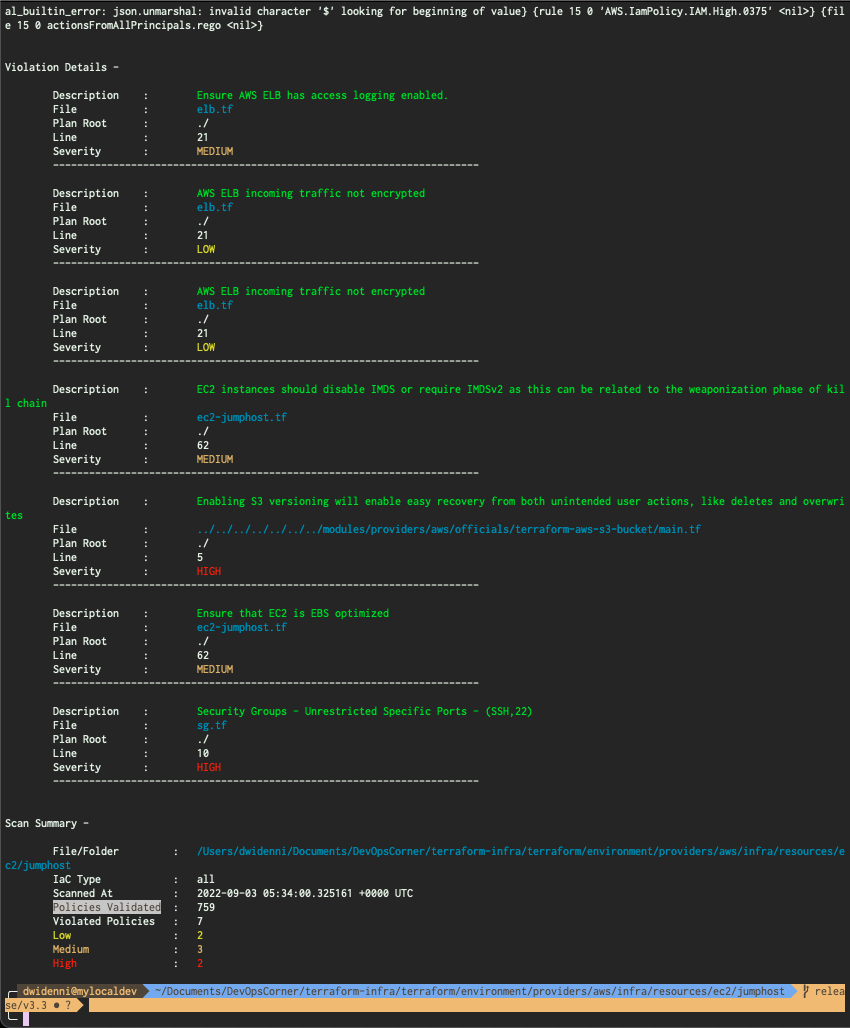 al_builtin_error: json.unmarshal: invalid character '$' looking for beginning of value} {rule 15 0 'AWS.IamPolicy.IAM.High.0375' <nil>} {fil
e 15 0 actionsFromAllPrincipals.rego <nil>}
Violation Details -
Description : Ensure AWS ELB has access logging enabled.
File : elb.tf
Plan Root : ./
Line : 21
Severity : MEDIUM
-----------------------------------------------------------------------
Description : AWS ELB incoming traffic not encrypted
File : elb.tf
Plan Root : ./
Line : 21
Severity : LOW
-----------------------------------------------------------------------
Description : AWS ELB incoming traffic not encrypted
File : elb.tf
Plan Root : ./
Line : 21
Severity : LOW
-----------------------------------------------------------------------
Description : EC2 instances should disable IMDS or require IMDSv2 as this can be related to the weaponization phase of kil
l chain
File : ec2-jumphost.tf
Plan Root : ./
Line : 62
Severity : MEDIUM
-----------------------------------------------------------------------
Description : Enabling S3 versioning will enable easy recovery from both unintended user actions, like deletes and overwri
tes
File : ../../../../../../../modules/providers/aws/officials/terraform-aws-s3-bucket/main.tf
Plan Root : ./
Line : 5
Severity : HIGH
-----------------------------------------------------------------------
Description : Ensure that EC2 is EBS optimized
File : ec2-jumphost.tf
Plan Root : ./
Line : 62
Severity : MEDIUM
-----------------------------------------------------------------------
Description : Security Groups - Unrestricted Specific Ports - (SSH,22)
File : sg.tf
Plan Root : ./
Line : 10
Severity : HIGH
-----------------------------------------------------------------------
Scan Summary -
File/Folder : /Users/dwidenni/Documents/DevOpsCorner/terraform-infra/terraform/environment/providers/aws/infra/resources/e
c2/jumphost
IaC Type : all
Scanned At : 2022-09-03 05:34:00.325161 +0000 UTC
Policies Validated : 759
Violated Policies : 7
Low : 2
Medium : 3
High : 2
dwidenni@mylocaldev ~/Documents/DevOpsCorner/terraform-infra/terraform/environment/providers/aws/infra/resources/ec2/jumphost relea
se/v3.3 ● ?